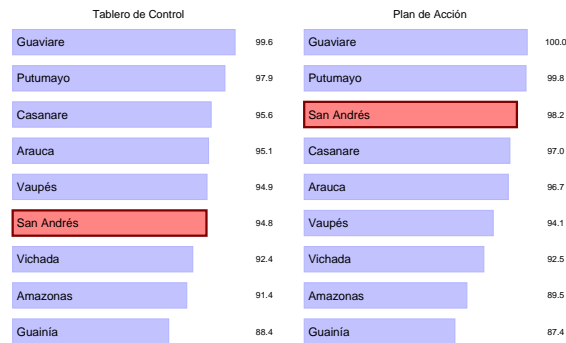 Tablero de Control
Guaviare 99.6
Putumayo 97.9
Casanare 95.6
Arauca 95.1
Vaupés 94.9
San Andrés 94.8
Vichada 92.4
Amazonas 91.4
Guainía 88.4
Plan de Acción
Guaviare 100.0
Putumayo 99.8
San Andrés 98.2
Casanare 97.0
Arauca 96.7
Vaupés 94.1
Vichada 92.5
Amazonas 89.5
Guainía 87.4